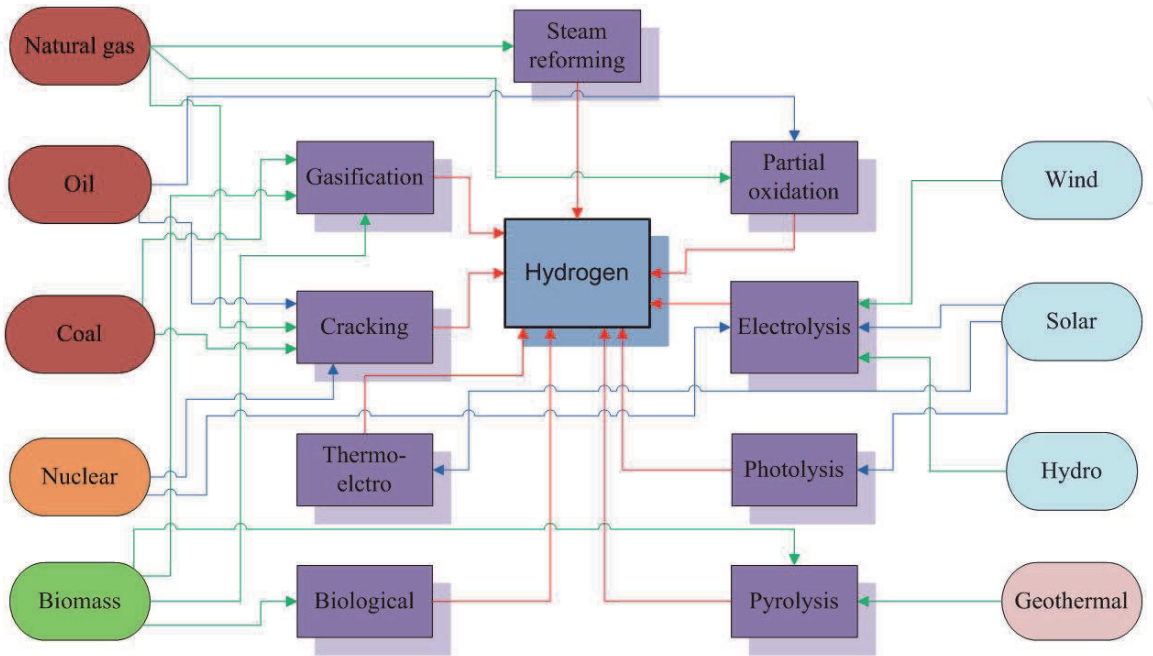 Natural gas
Steam
reforming
Oil
Gasification
Partial
oxidation
Wind
Hydrogen
Coal
Cracking
Electrolysis
Solar
Nuclear
Thermo-
elctro
Photolysis
Hydro
Biomass
Biological
Pyrolysis
Geothermal